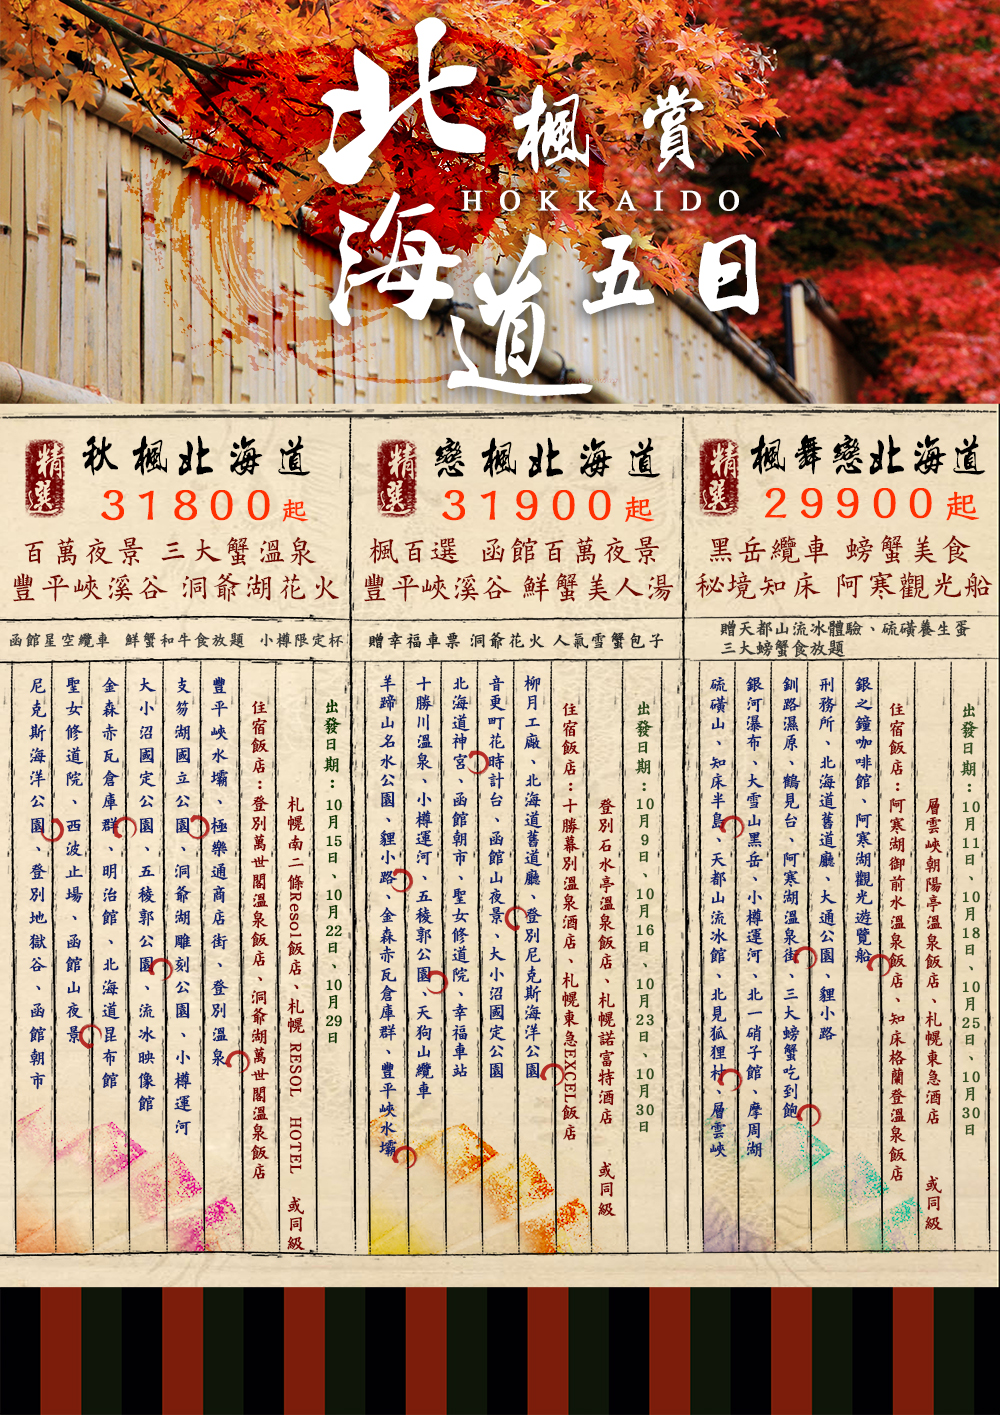 北海道
楓賞
HOKKAIDO
五日
精選
秋楓北海道
31800起
百萬夜景 三大蟹溫泉
豐平峽溪谷 洞爺湖花火
函館星空纜車 鮮蟹和牛食放題 小樽限定杯
出發日期：10月15日、10月22日、10月29日
札幌南二條Resol飯店、札幌 RESOL HOTEL 或同級
住宿飯店：登別萬世閣溫泉飯店、洞爺湖萬世閣溫泉飯店
豐平峽水壩、極樂通商店街、登別溫泉
支笏湖國立公園、洞爺湖雕刻公園、小樽運河
大小沼國定公園、五稜郭公園、流冰映像館
金森赤瓦倉庫群、明治館、北海道昆布館
聖女修道院、西波止場、函館山夜景
尼克斯海洋公園、登別地獄谷、函館朝市
精選
戀楓北海道
31900起
楓百選 函館百萬夜景
豐平峽溪谷 鮮蟹美人湯
贈幸福車票 洞爺花火 人氣雪蟹包子
出發日期：10月9日、10月16日、10月23日、10月30日
登別石水亭溫泉飯店、札幌諾富特酒店 或同級
住宿飯店：十勝幕別溫泉酒店、札幌東急EXCEL飯店
柳月工廠、北海道舊道廳、登別尼克斯海洋公園
音更町花時計台、函館山夜景、大小沼國定公園
北海道神宮、函館朝市、聖女修道院、幸福車站
十勝川溫泉、小樽運河、五稜郭公園、天狗山纜車
羊蹄山名水公園、狸小路、金森赤瓦倉庫群、豐平峽水壩
精選
楓舞戀北海道
29900起
黑岳纜車 螃蟹美食
秘境知床 阿寒觀光船
贈天都山流冰體驗、硫磺養生蛋
三大螃蟹食放題
出發日期：10月11日、10月18日、10月25日、10月30日
層雲峽朝陽亭溫泉飯店、札幌東急酒店 或同級
住宿飯店：阿寒湖御前水溫泉飯店、知床格蘭登溫泉飯店
銀之鐘咖啡館、阿寒湖觀光遊覽船
刑務所、北海道舊道廳、大通公園、狸小路
釧路濕原、鶴見台、阿寒湖溫泉街、三大螃蟹吃到飽
銀河瀑布、大雪山黑岳、小樽運河、北一硝子館、摩周湖
硫磺山、知床半島、天都山流冰館、北見狐狸村、層雲峽